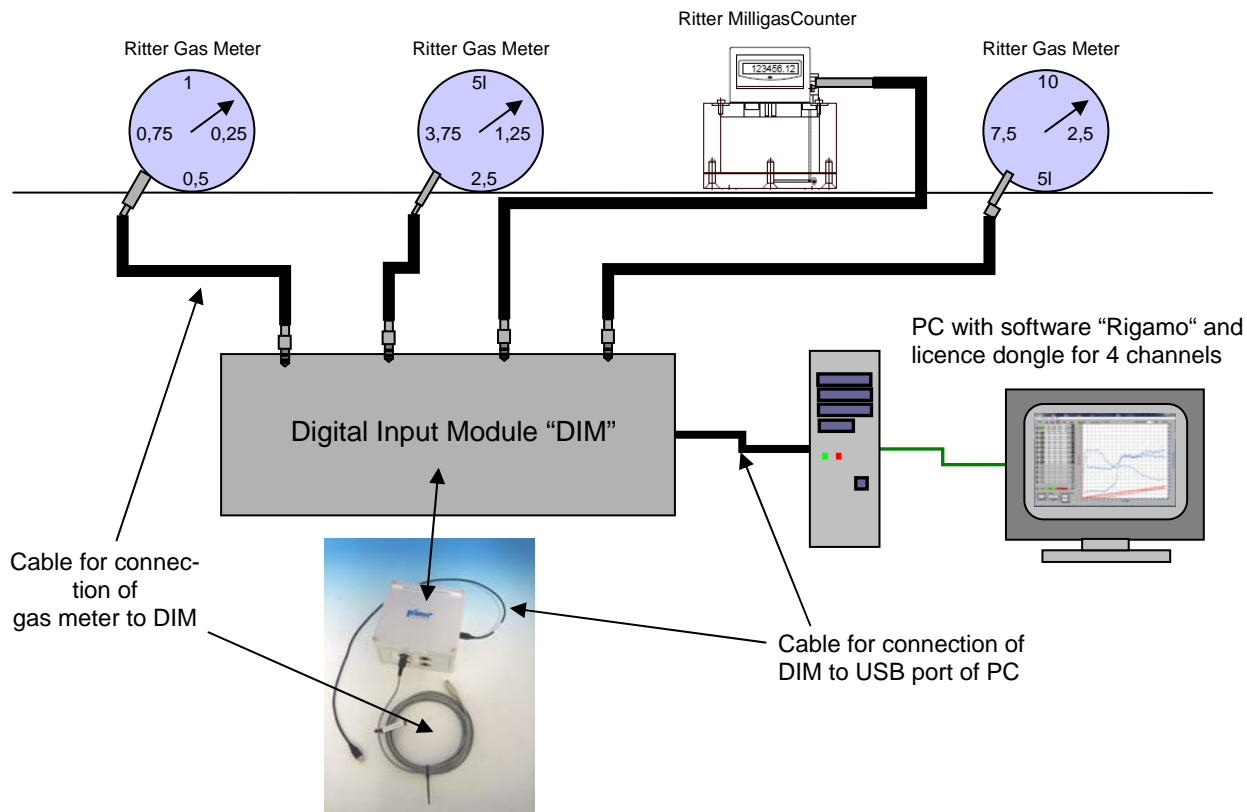 Ritter MilligasCounter
Ritter Gas Meter
Ritter Gas Meter
Ritter Gas Meter
123456.12
1
0,75
0,25
0,5
5l
3,75
1,25
2,5
10
7,5
2,5
5l
PC with software “Rigamo“ and
licence dongle for 4 channels
Digital Input Module “DIM”
Cable for connec-
tion of
gas meter to DIM
Cable for connection of
DIM to USB port of PC